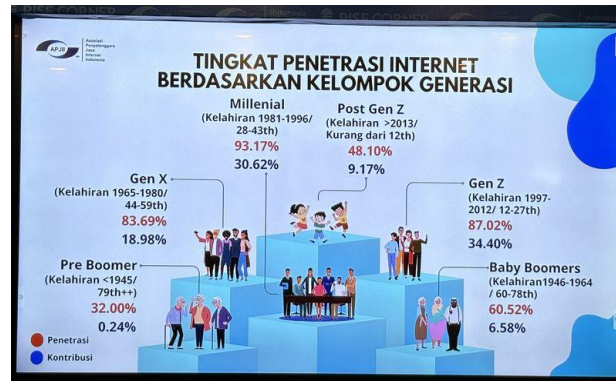 APJII
Asosiasi
Penyelenggara
Jasa
Internet
Indonesia
TINGKAT PENETRASI INTERNET
BERDASARKAN KELOMPOK GENERASI
Millenial
(Kelahiran 1981-1996/
28-43th)
93.17%
30.62%
Post Gen Z
(Kelahiran >2013/
Kurang dari 12th)
48.10%
9.17%
Gen X
(Kelahiran 1965-1980/
44-59th)
83.69%
18.98%
Gen Z
(Kelahiran 1997-
2012/ 12-27th)
87.02%
34.40%
Pre Boomer
(Kelahiran <1945/
79th++)
32.00%
0.24%
Baby Boomers
(Kelahiran1946-1964
/ 60-78th)
60.52%
6.58%
Penetrasi
Kontribusi